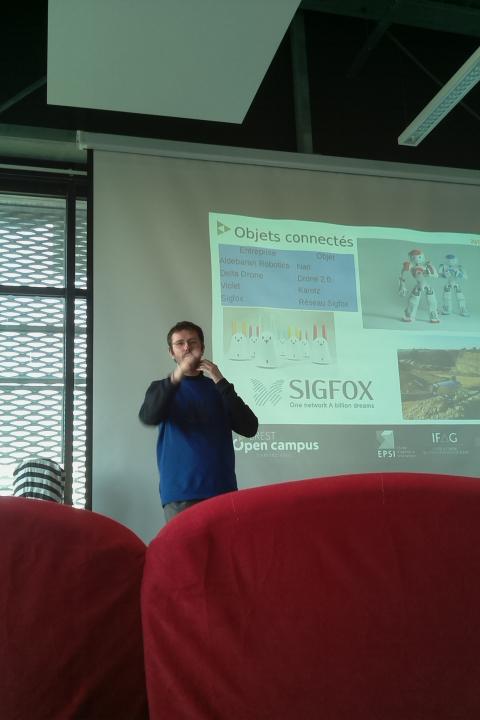 Objets connectés
Entreprise Objet
Aldebaran Robotics Nao
Delta Drone Drone 2.0
Violet Karotz
Sigfox Réseau Sigfox
SIGFOX
One network A billion dreams
Open campus
EPSI IFAG